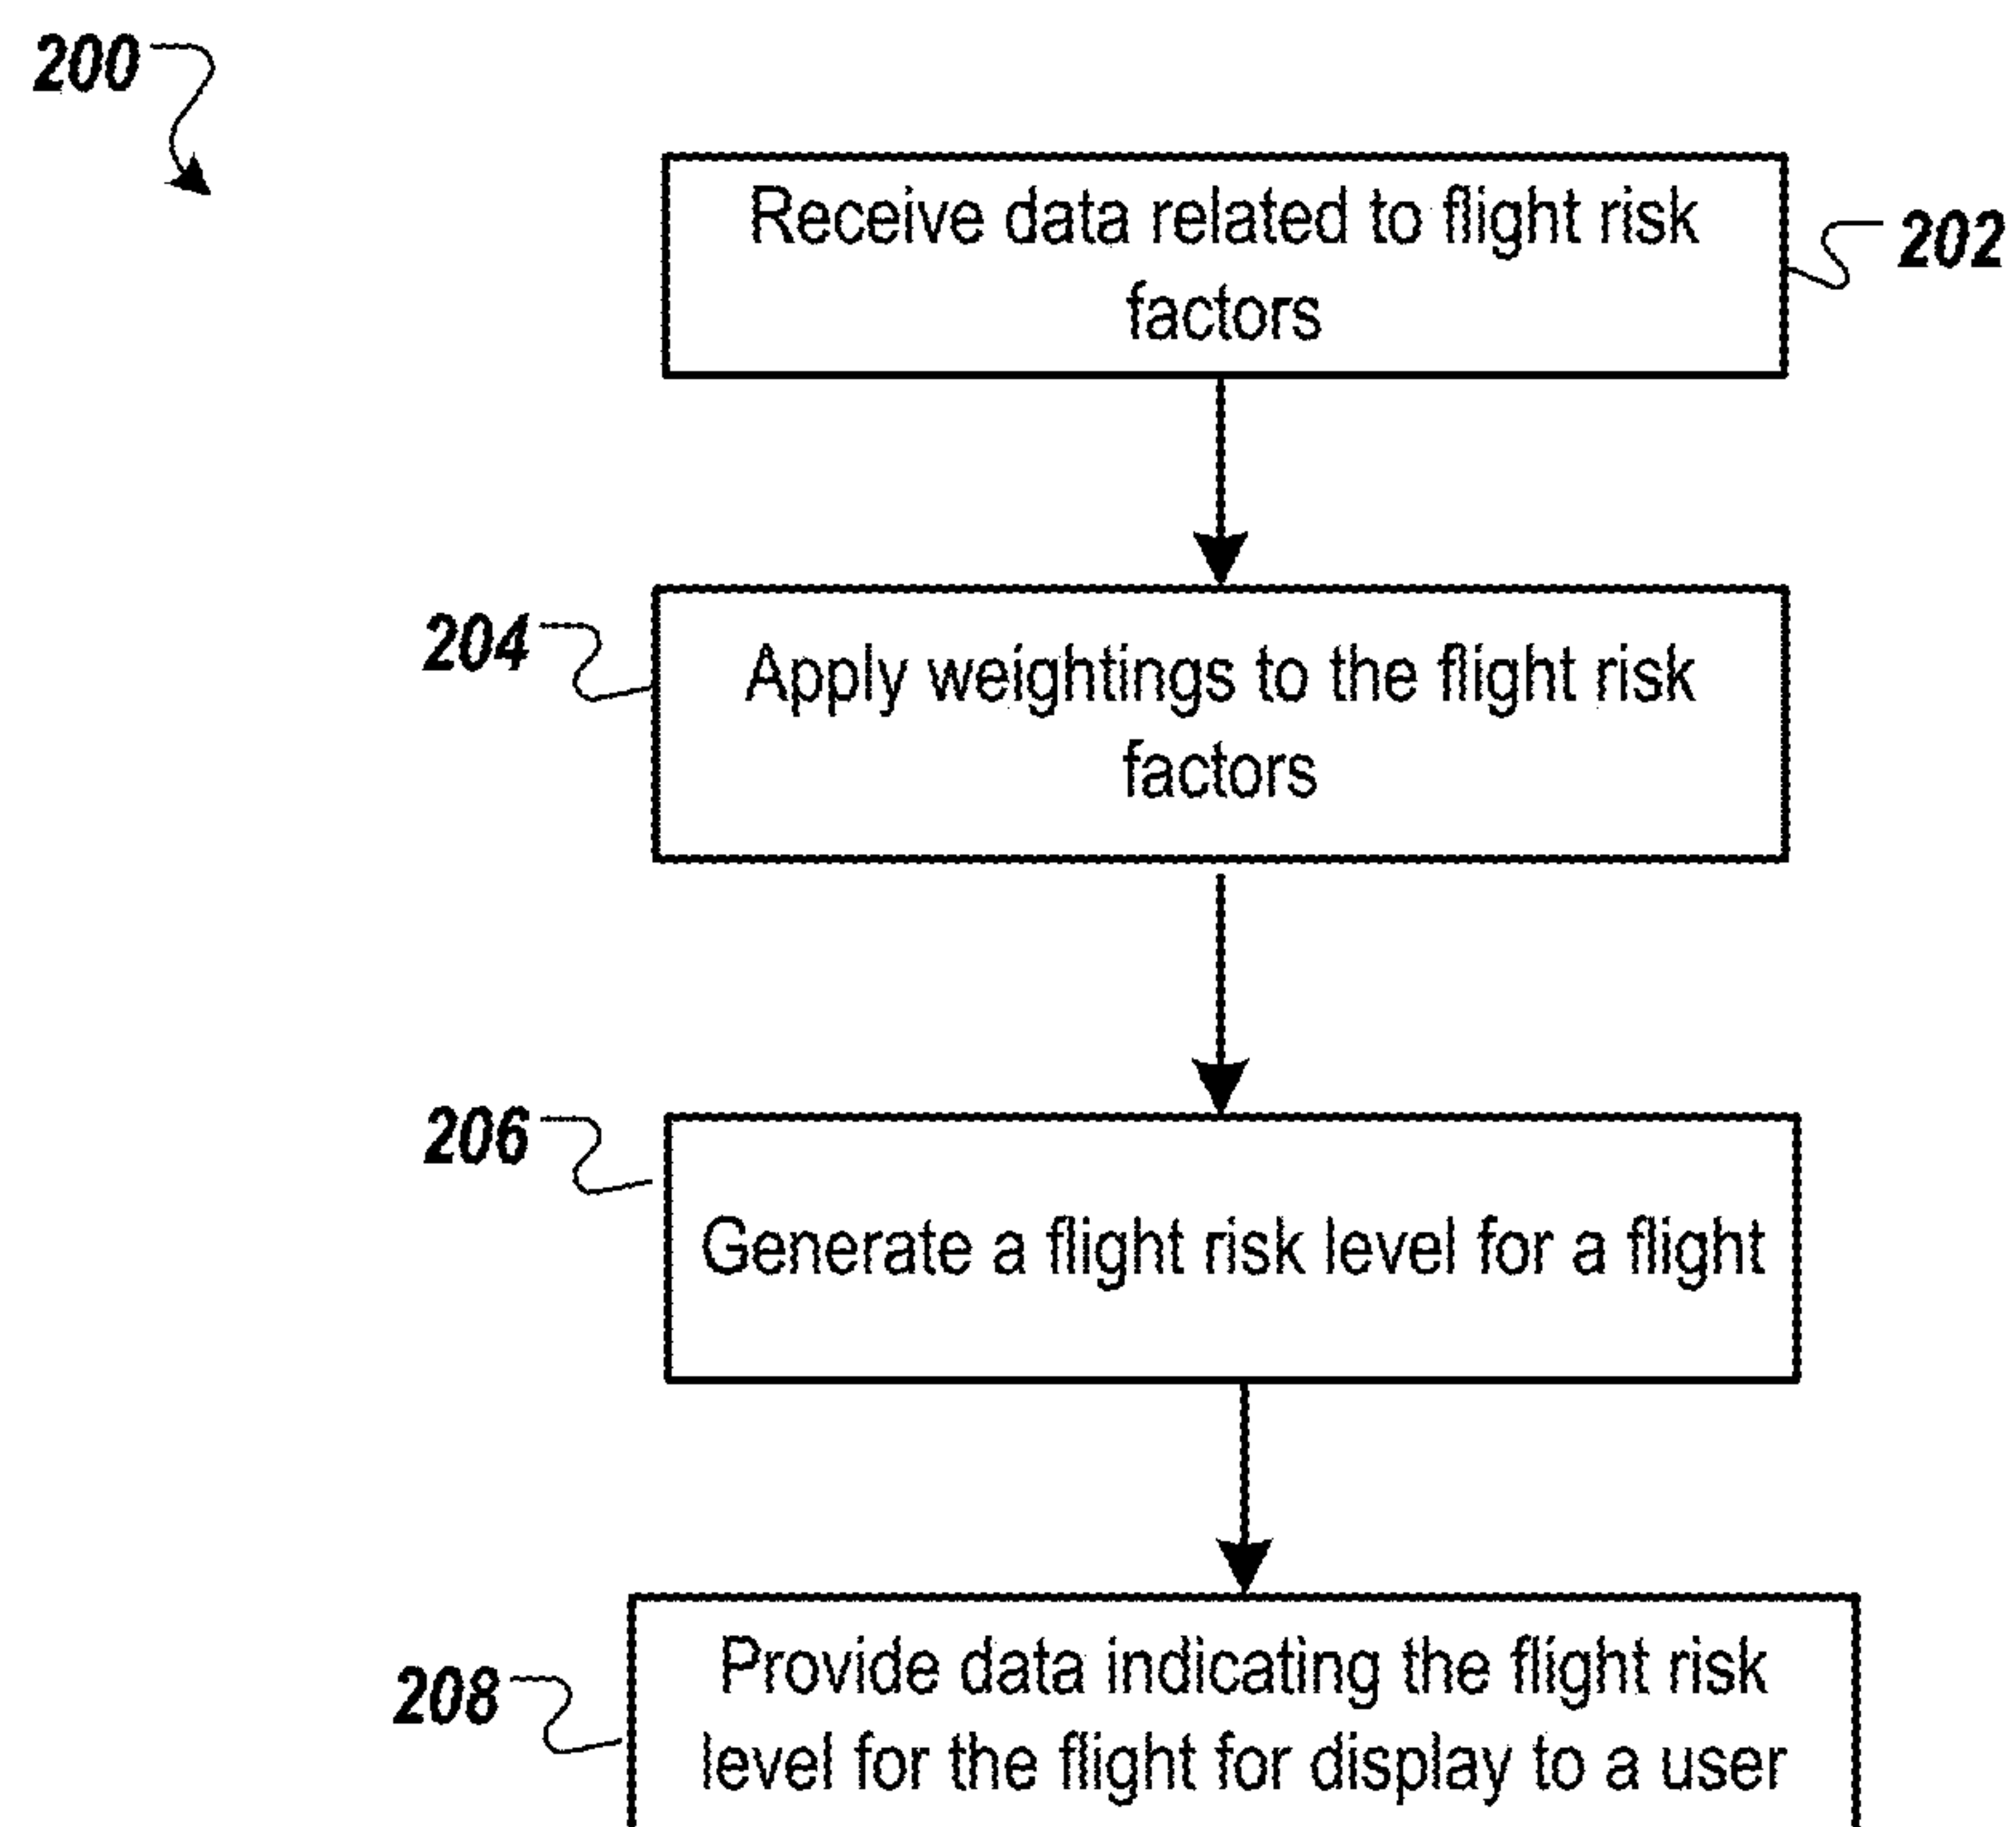 200
Receive data related to flight risk
factors
202
204
Apply weightings to the flight risk
factors
206
Generate a flight risk level for a flight
208
Provide data indicating the flight risk
level for the flight for display to a user